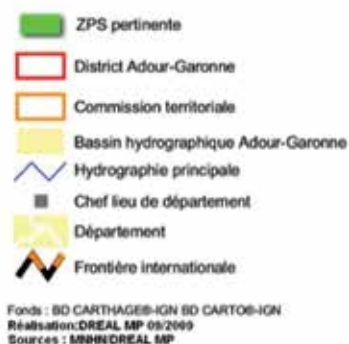 ZPS pertinente
District Adour-Garonne
Commission territoriale
Bassin hydrographique Adour-Garonne
Hydrographie principale
Chef lieu de département
Département
Frontière internationale
Fonds : BD CARTHAGE®-IGN BD CARTO®-IGN
Réalisation:DREAL MP 09/2009
Sources : MNHN/DREAL MP